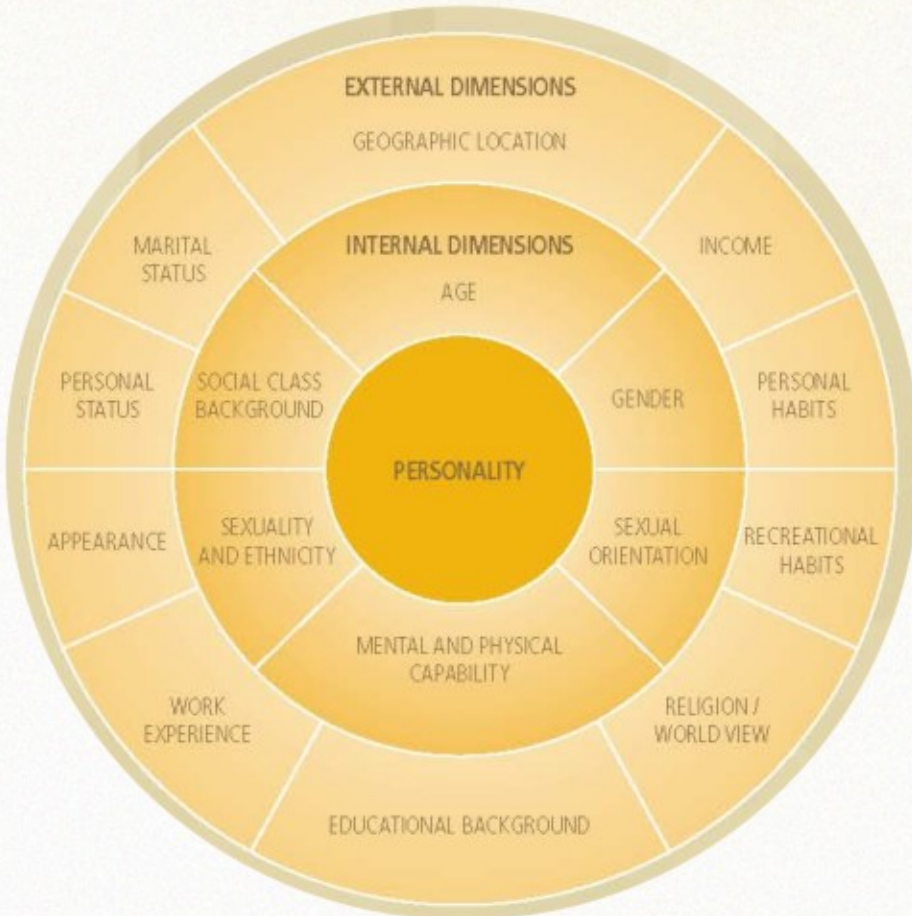 EXTERNAL DIMENSIONS
GEOGRAPHIC LOCATION
MARITAL
STATUS
INTERNAL DIMENSIONS
AGE
INCOME
PERSONAL
STATUS
SOCIAL CLASS
BACKGROUND
GENDER
PERSONAL
HABITS
PERSONALITY
APPEARANCE
SEXUALITY
AND ETHNICITY
SEXUAL
ORIENTATION
RECREATIONAL
HABITS
MENTAL AND PHYSICAL
CAPABILITY
WORK
EXPERIENCE
RELIGION /
WORLD VIEW
EDUCATIONAL BACKGROUND